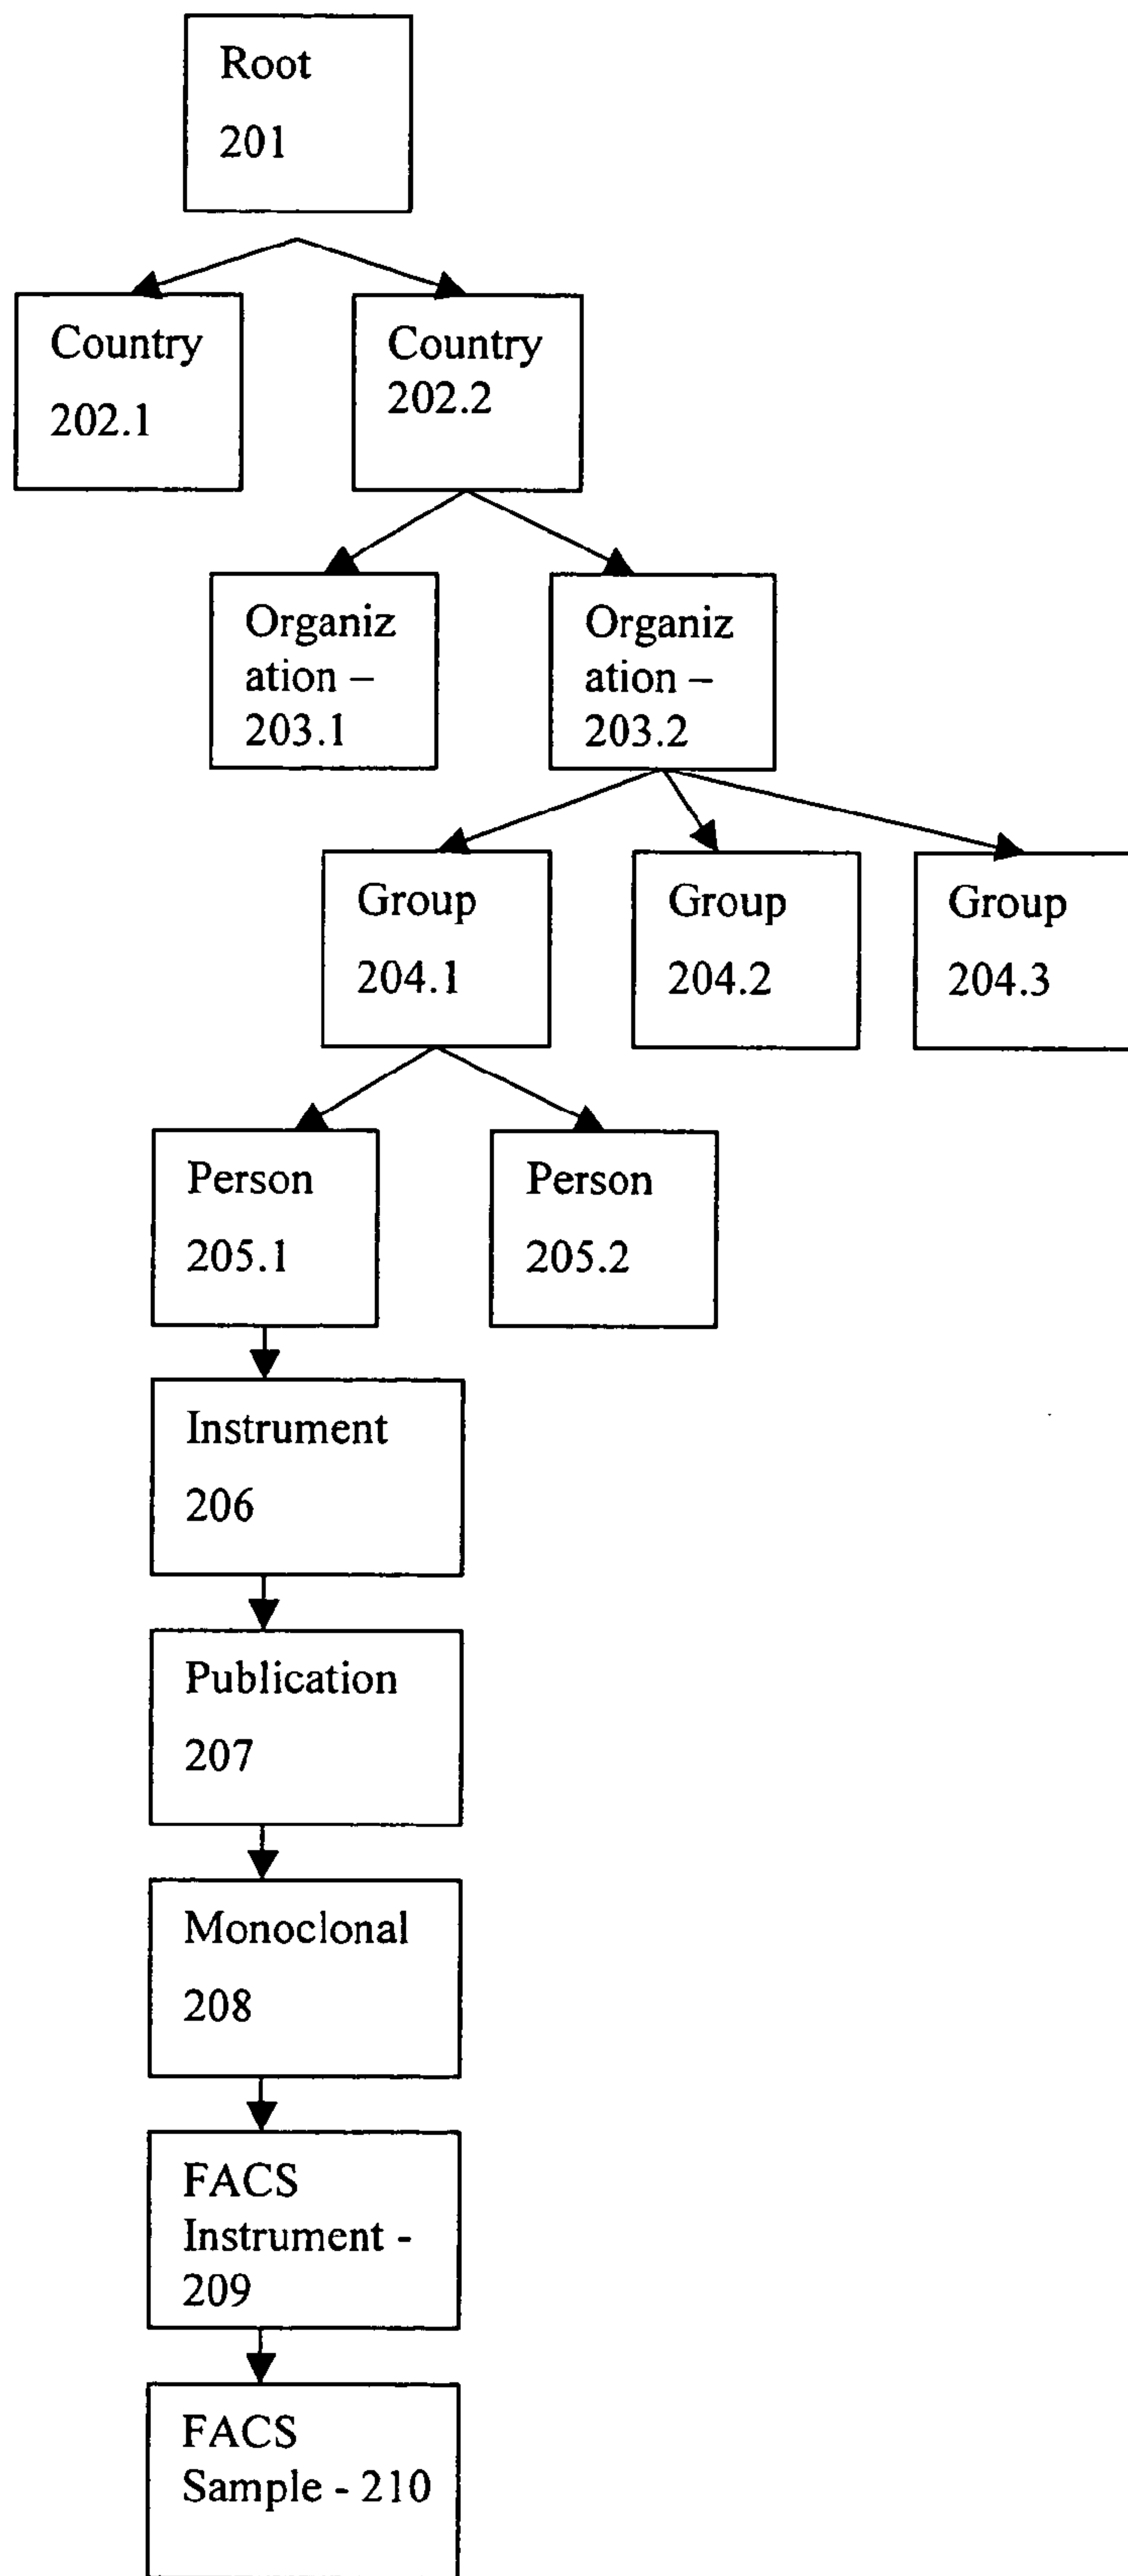 Root
201
Country
202.1
Country
202.2
Organiz
ation –
203.1
Organiz
ation –
203.2
Group
204.1
Group
204.2
Group
204.3
Person
205.1
Person
205.2
Instrument
206
Publication
207
Monoclonal
208
FACS
Instrument -
209
FACS
Sample - 210